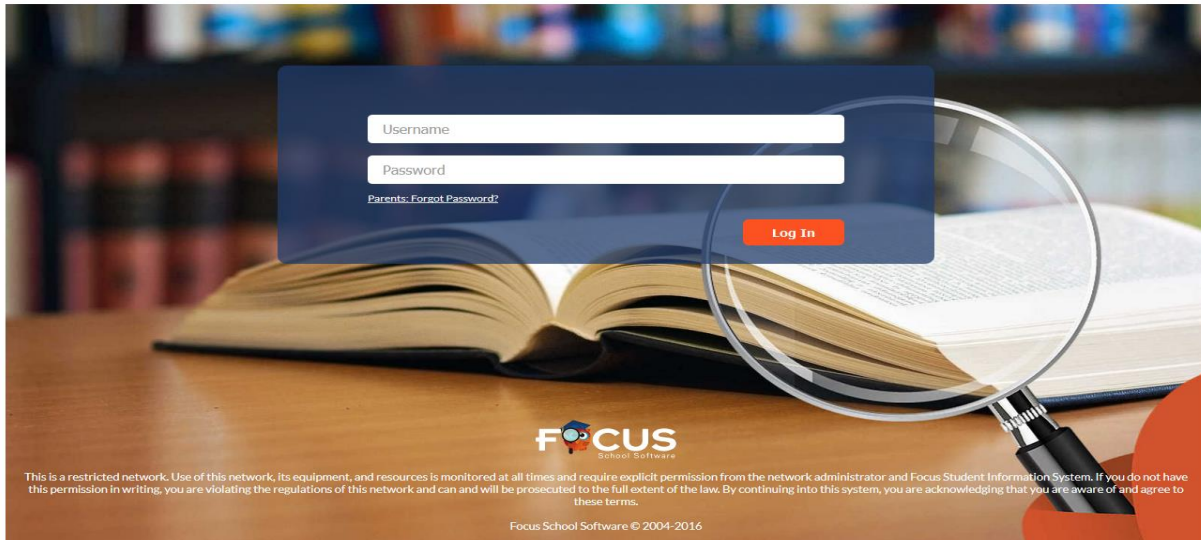 Username
Password
Parents: Forgot Password?
Log In
FOCUS
School Software
This is a restricted network. Use of this network, its equipment, and resources is monitored at all times and require explicit permission from the network administrator and Focus Student Information System. If you do not have
this permission in writing, you are violating the regulations of this network and can and will be prosecuted to the full extent of the law. By continuing into this system, you are acknowledging that you are aware of and agree to
these terms.
Focus School Software © 2004-2016